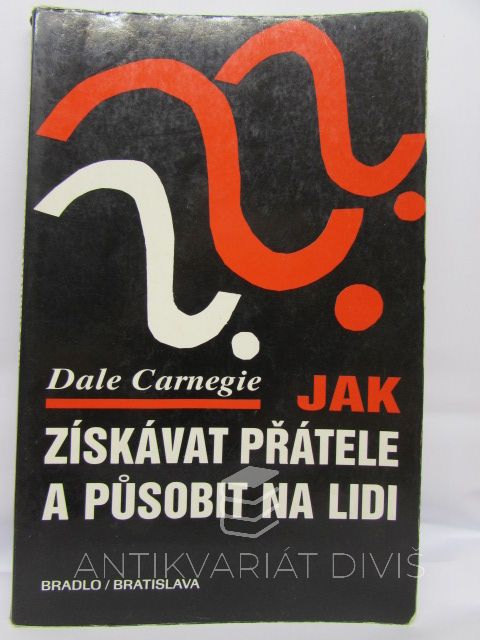 Dale Carnegie
JAK
ZÍSKÁVAT PŘÁTELE
A PŮSOBIT NA LIDI
ANTIKVARIÁT DIVIŠ
BRADLO / BRATISLAVA